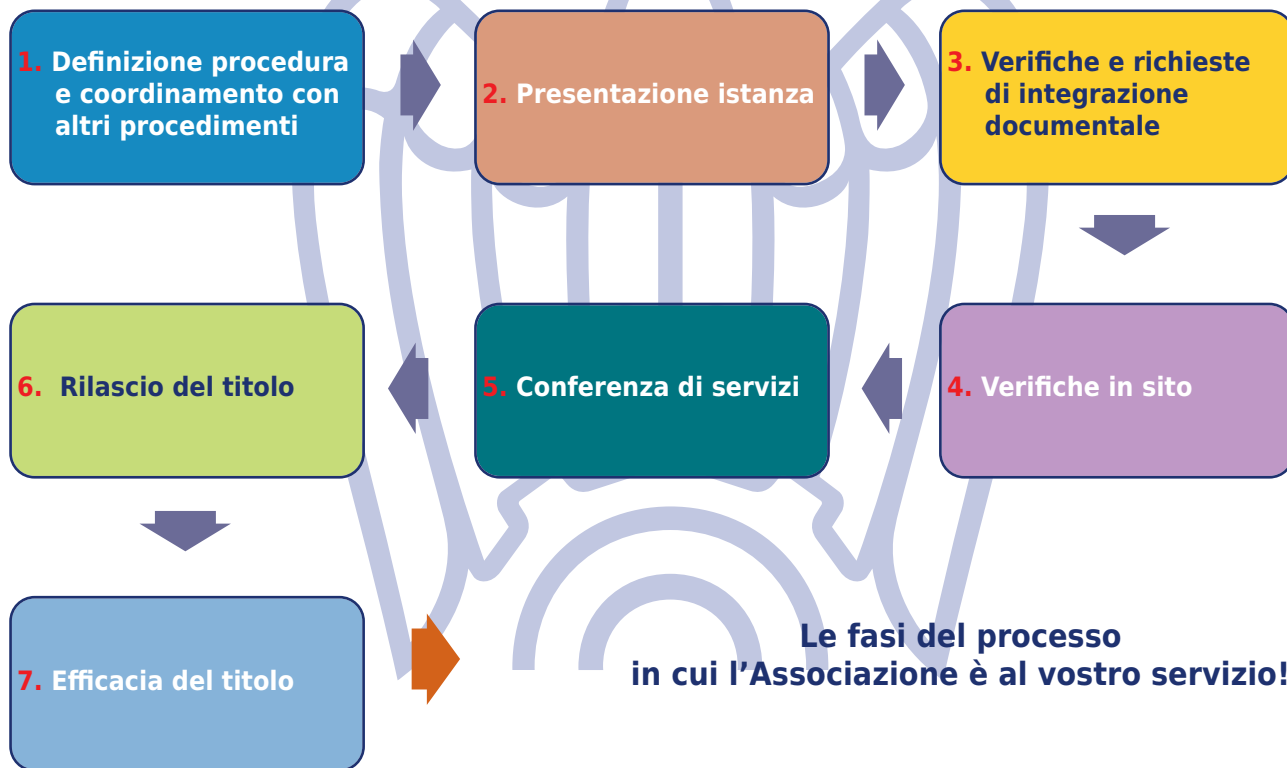 1. Definizione procedura
e coordinamento con
altri procedimenti
2. Presentazione istanza
3. Verifiche e richieste
di integrazione
documentale
4. Verifiche in sito
5. Conferenza di servizi
6. Rilascio del titolo
7. Efficacia del titolo
Le fasi del processo
in cui l’Associazione è al vostro servizio!